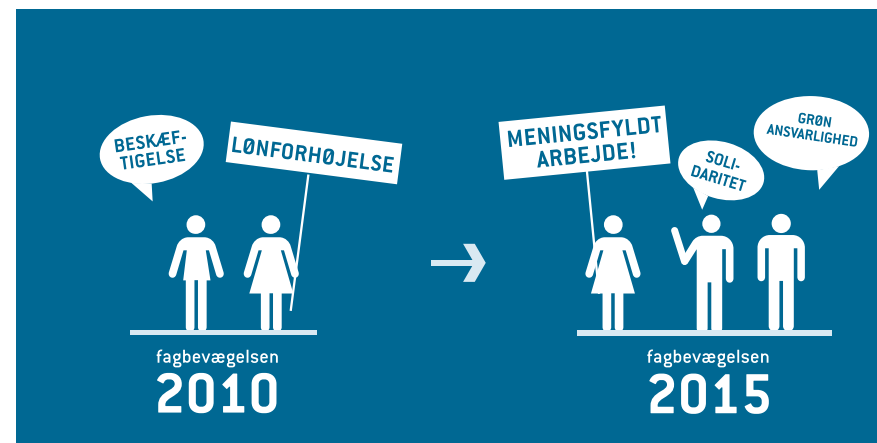 BESKÆF-
TIGELSE
LØNFORHØJELSE
fagbevægelsen
2010
MENINGSFYLDT
ARBEJDE!
SOLI-
DARITET
GRØN
ANSVARLIGHED
fagbevægelsen
2015